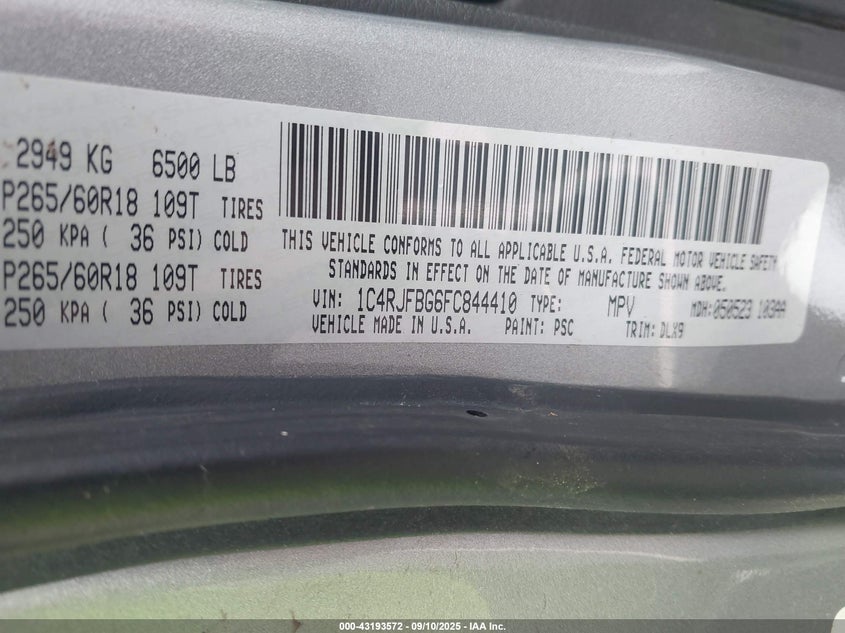 2949 KG 6500 LB
P265/60R18 109T TIRES
250 KPA ( 36 PSI) COLD
P265/60R18 109T TIRES
250 KPA ( 36 PSI) COLD
THIS VEHICLE CONFORMS TO ALL APPLICABLE U.S.A. FEDERAL MOTOR VEHICLE SAFETY
STANDARDS IN EFFECT ON THE DATE OF MANUFACTURE SHOWN ABOVE.
VIN: 1C4RJFBG6FC844410 TYPE: MPV MDH: 050523 103AA
VEHICLE MADE IN U.S.A. PAINT: PSC TRIM: DLX9
000-43193572 - 09/10/2025 - IAA Inc.